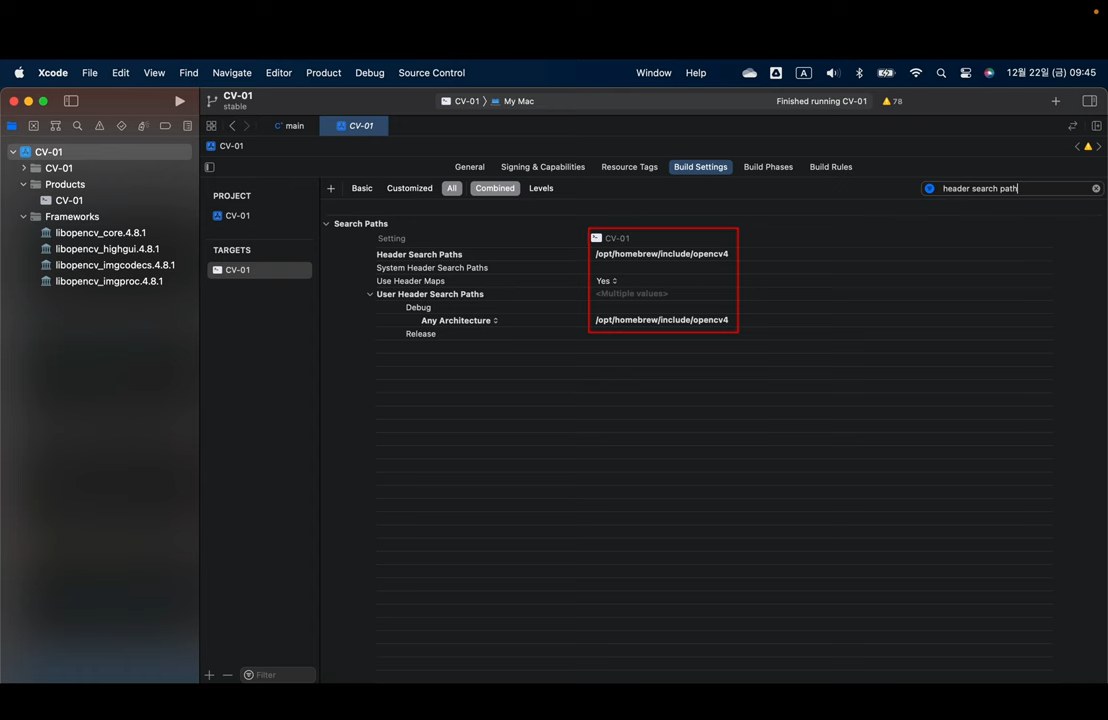 Xcode File Edit View Find Navigate Editor Product Debug Source Control Window Help A 12월 22일 (금) 09:45
CV-01
stable
CV-01 〉 My Mac
Finished running CV-01
78
main
CV-01
CV-01
General Signing & Capabilities Resource Tags Build Settings Build Phases Build Rules
Basic Customized All Combined Levels
header search path
CV-01
CV-01
Products
CV-01
Frameworks
libopencv_core.4.8.1
libopencv_highgui.4.8.1
libopencv_imgcodecs.4.8.1
libopencv_imgproc.4.8.1
PROJECT
CV-01
TARGETS
CV-01
Search Paths
Setting CV-01
Header Search Paths /opt/homebrew/include/opencv4
System Header Search Paths
Use Header Maps Yes
User Header Search Paths <Multiple values>
Debug
Any Architecture /opt/homebrew/include/opencv4
Release
Filter